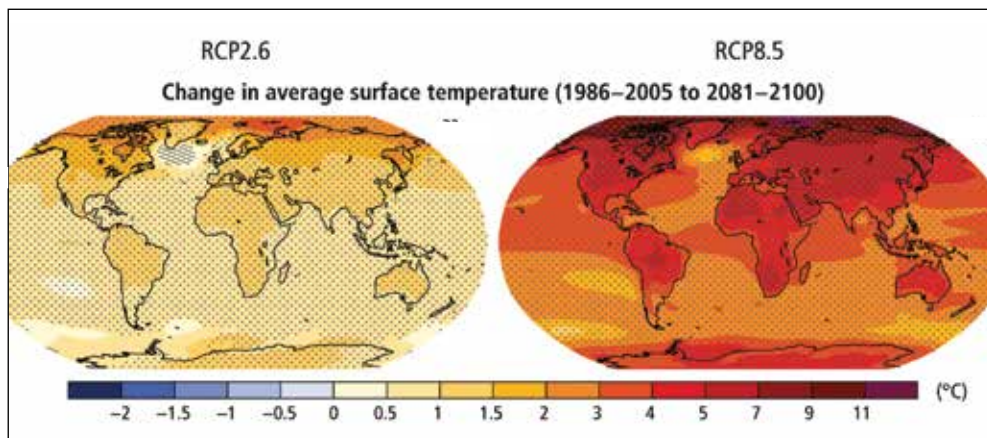 RCP2.6 RCP8.5
Change in average surface temperature (1986–2005 to 2081–2100)
−2 −1.5 −1 −0.5 0 0.5 1 1.5 2 3 4 5 7 9 11 (°C)